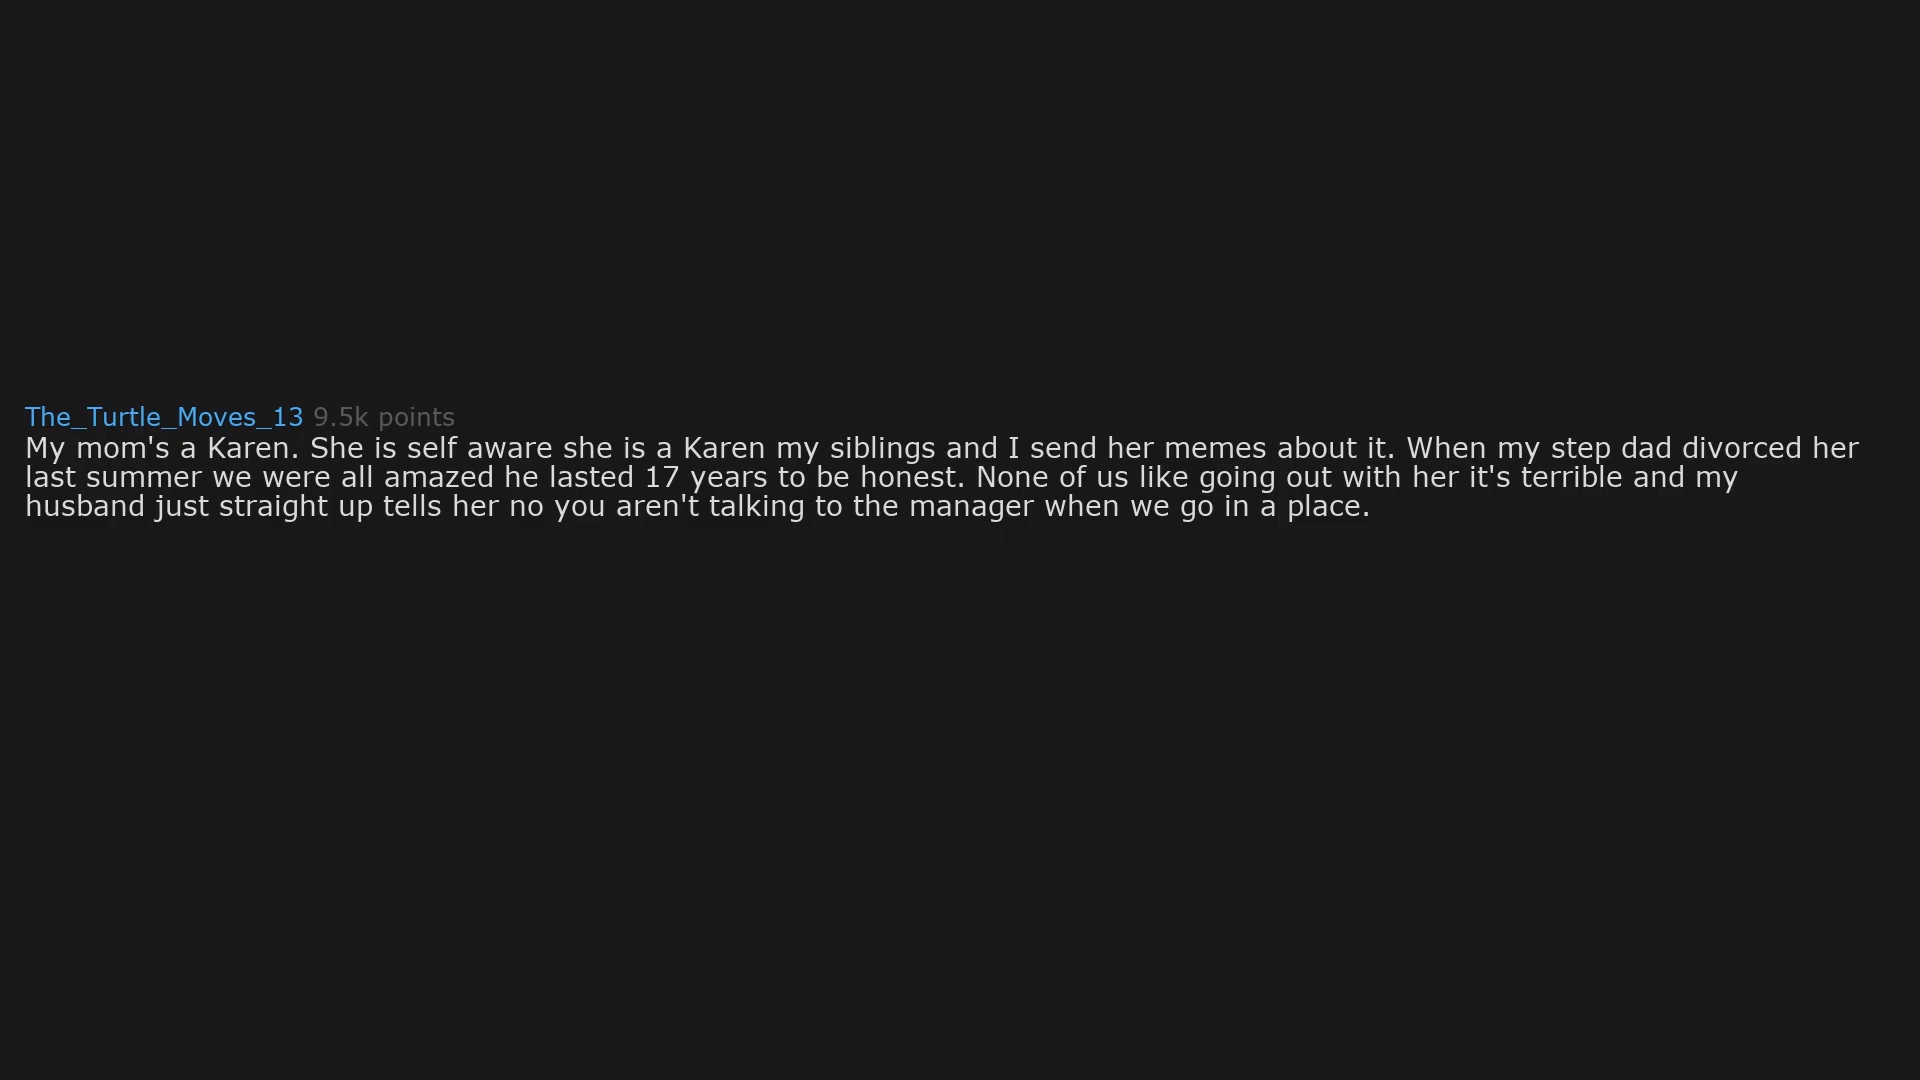 The_Turtle_Moves_13 9.5k points
My mom's a Karen. She is self aware she is a Karen my siblings and I send her memes about it. When my step dad divorced her
last summer we were all amazed he lasted 17 years to be honest. None of us like going out with her it's terrible and my
husband just straight up tells her no you aren't talking to the manager when we go in a place.